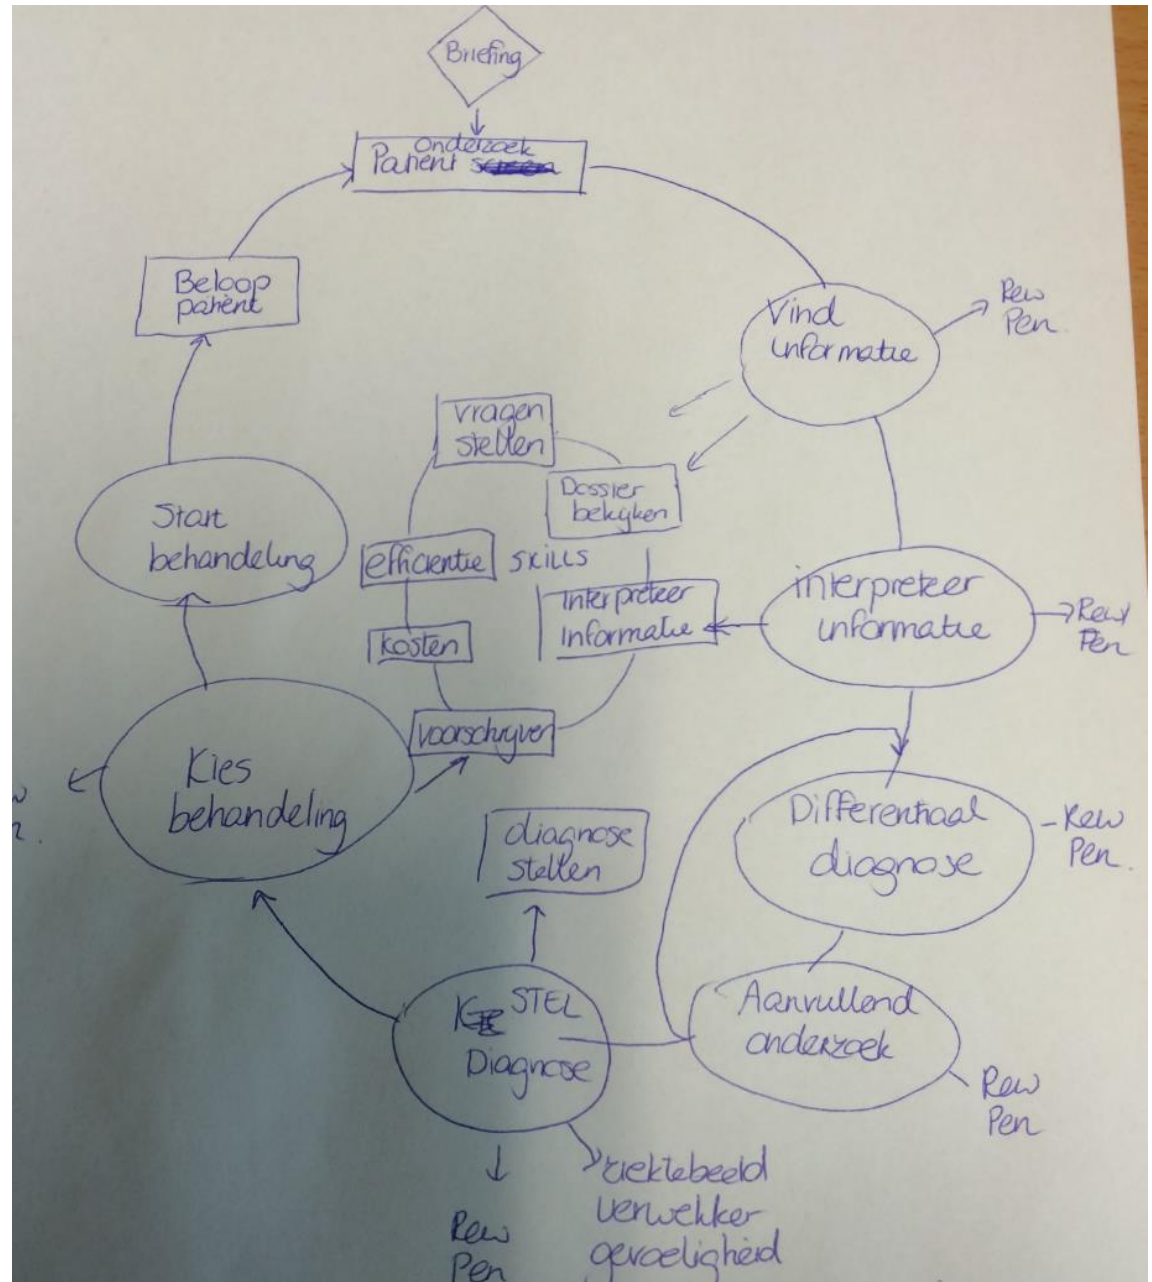 Briefing
onderzoek
Patient
Beloop
patient
Vind
informatie
Rew
Pen.
vragen
stellen
Dossier
bekijken
Start
behandeling
efficientie
SKILLS
interpreteer
informatie
interpreteer
informatie
Rew
Pen
kosten
voorschrijven
Kies
behandeling
Differentiaal
diagnose
Rew
Pen.
diagnose
stellen
STEL
Diagnose
Aanvullend
onderzoek
Rew
Pen
ziektebeeld
verwekker
gevoeligheid
Rew
Pen